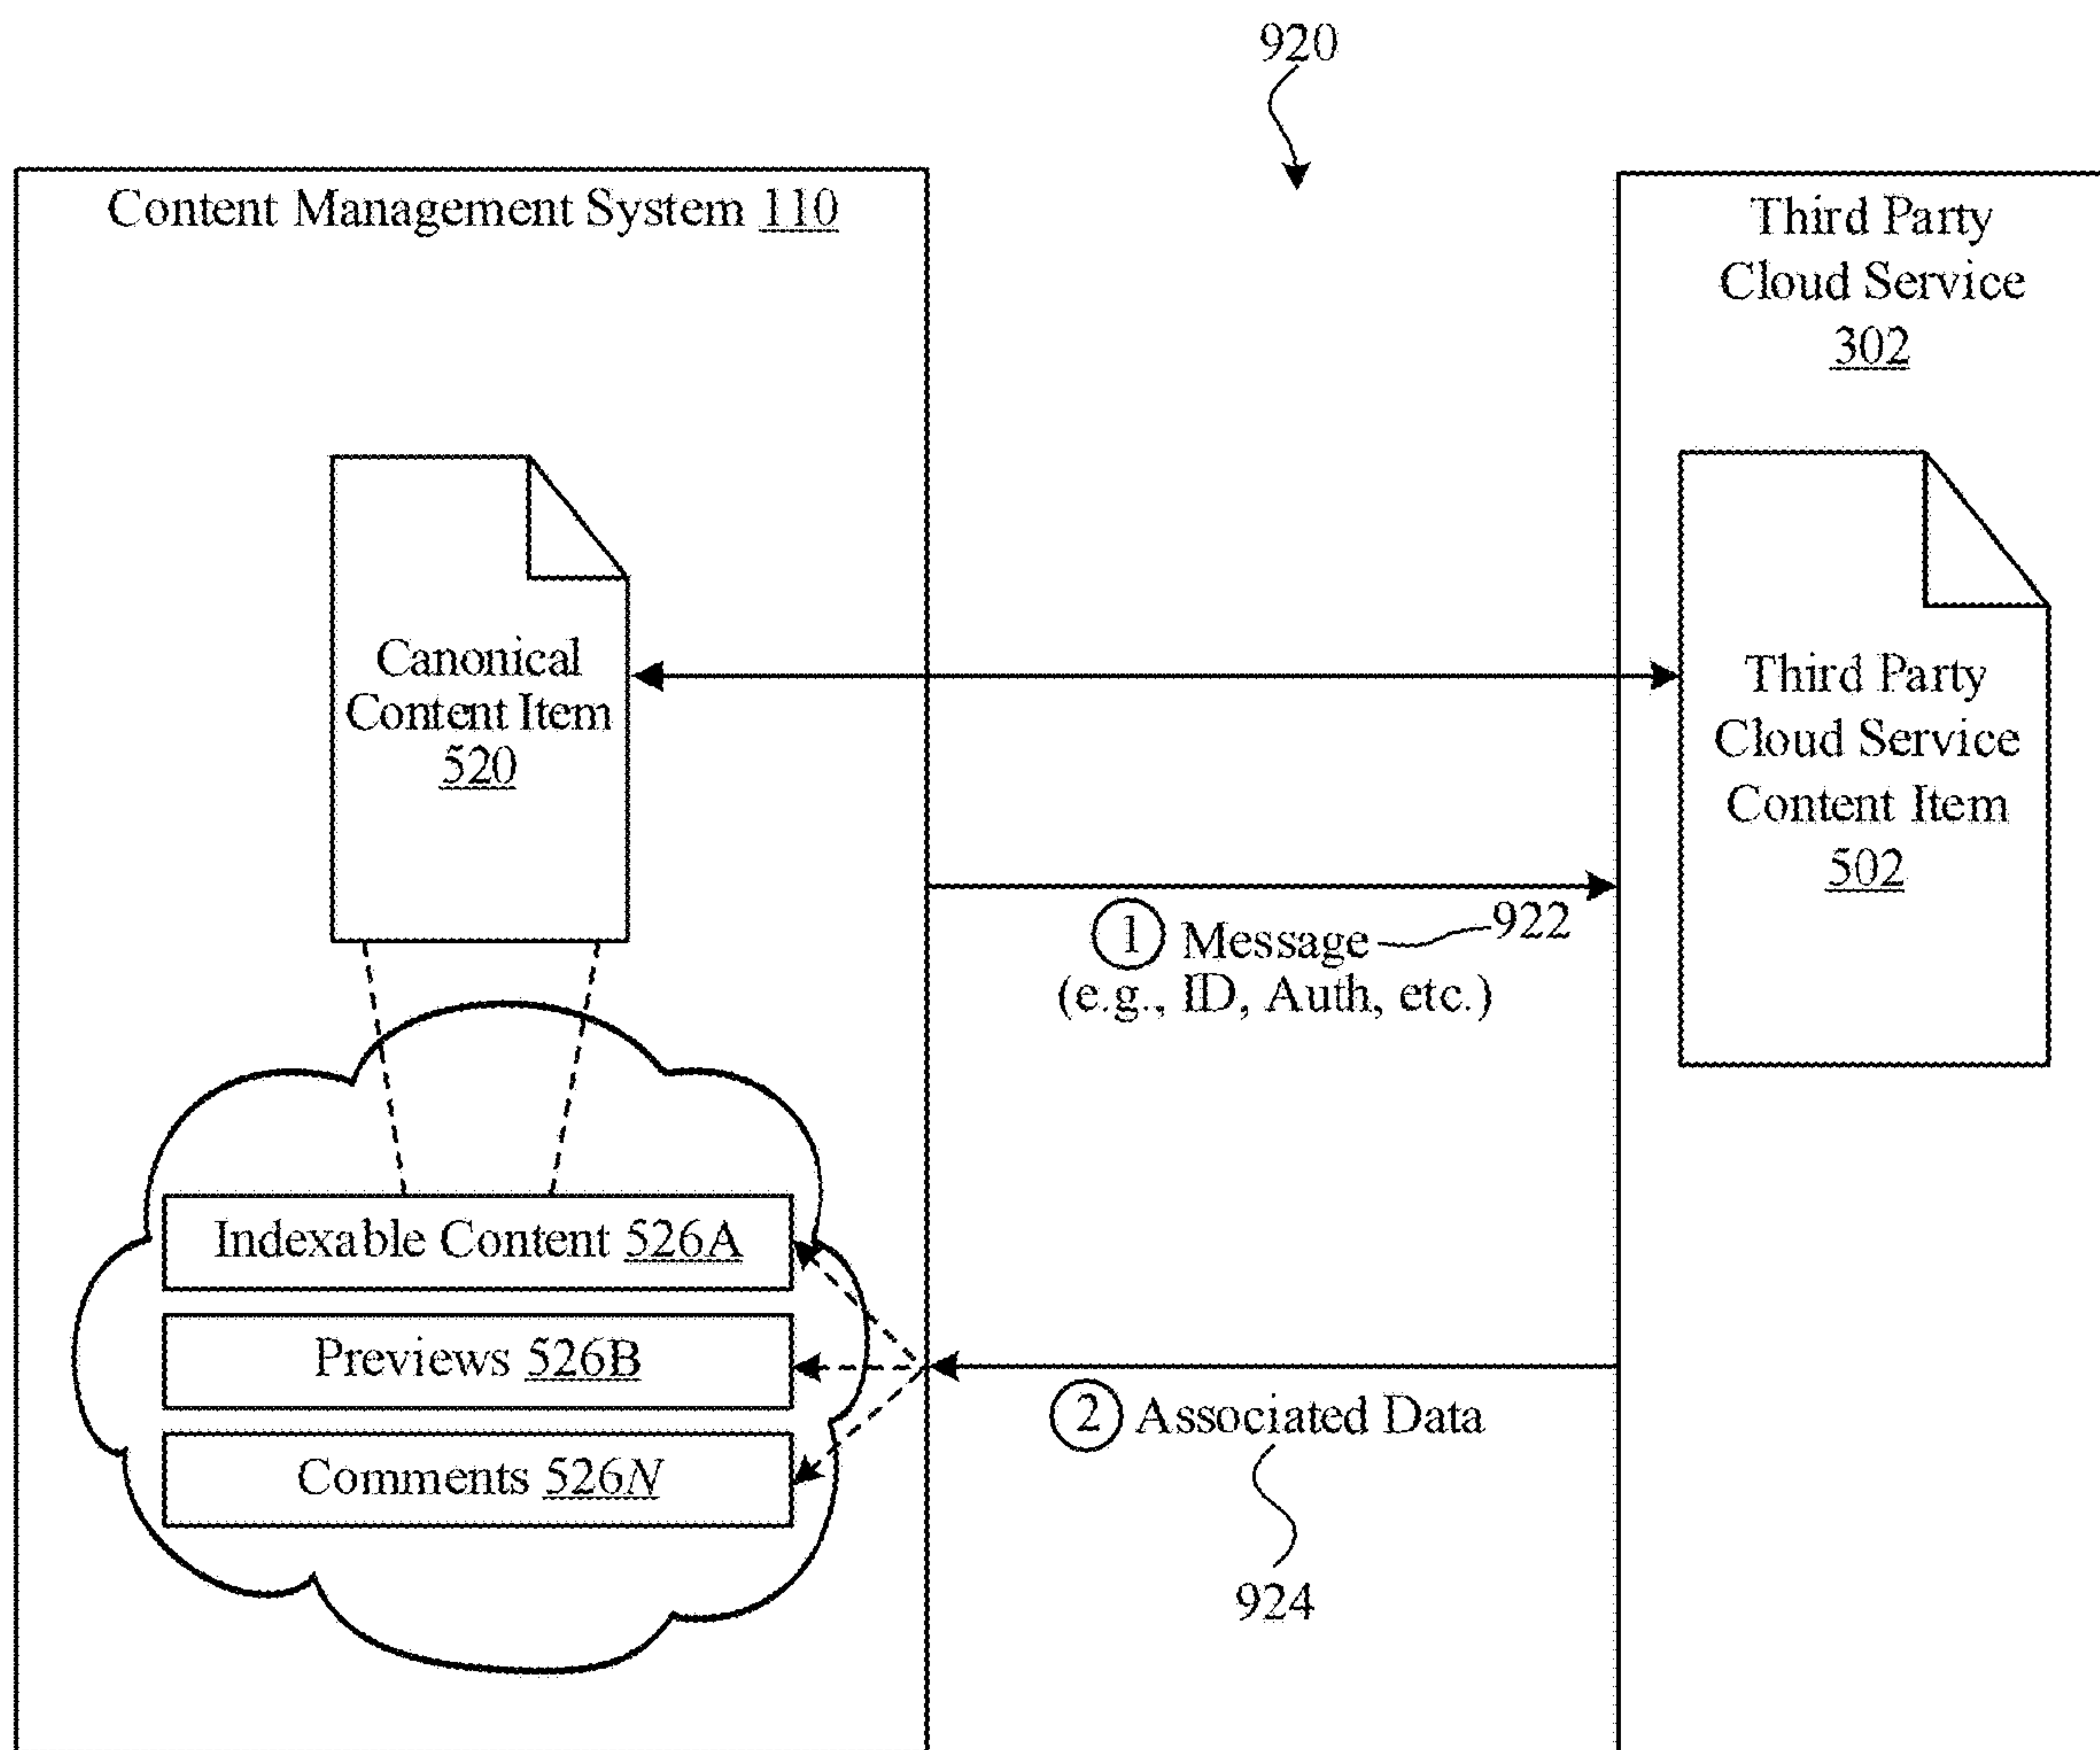 920
Content Management System 110
Third Party
Cloud Service
302
Canonical
Content Item
520
Third Party
Cloud Service
Content Item
502
1 Message 922
(e.g., ID, Auth, etc.)
Indexable Content 526A
Previews 526B
Comments 526N
2 Associated Data
924